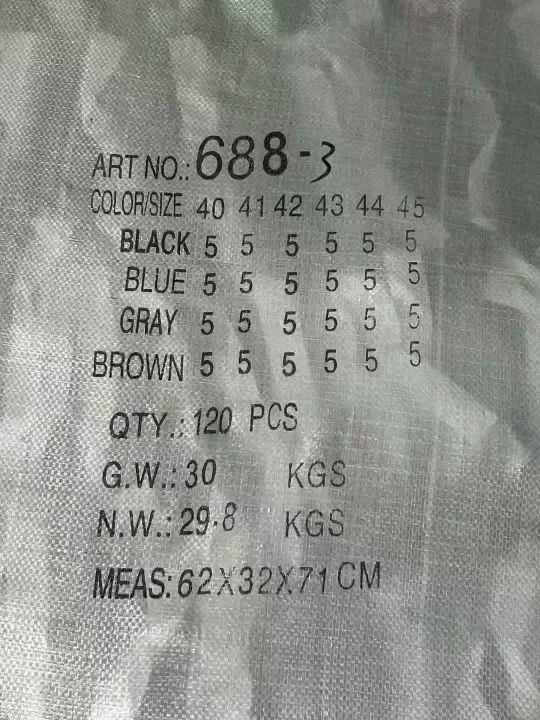 ART NO.: 688-3
COLOR/SIZE 40 41 42 43 44 45
BLACK 5 5 5 5 5 5
BLUE 5 5 5 5 5 5
GRAY 5 5 5 5 5 5
BROWN 5 5 5 5 5 5
QTY.: 120 PCS
G.W.: 30 KGS
N.W.: 29.8 KGS
MEAS: 62X32X71 CM